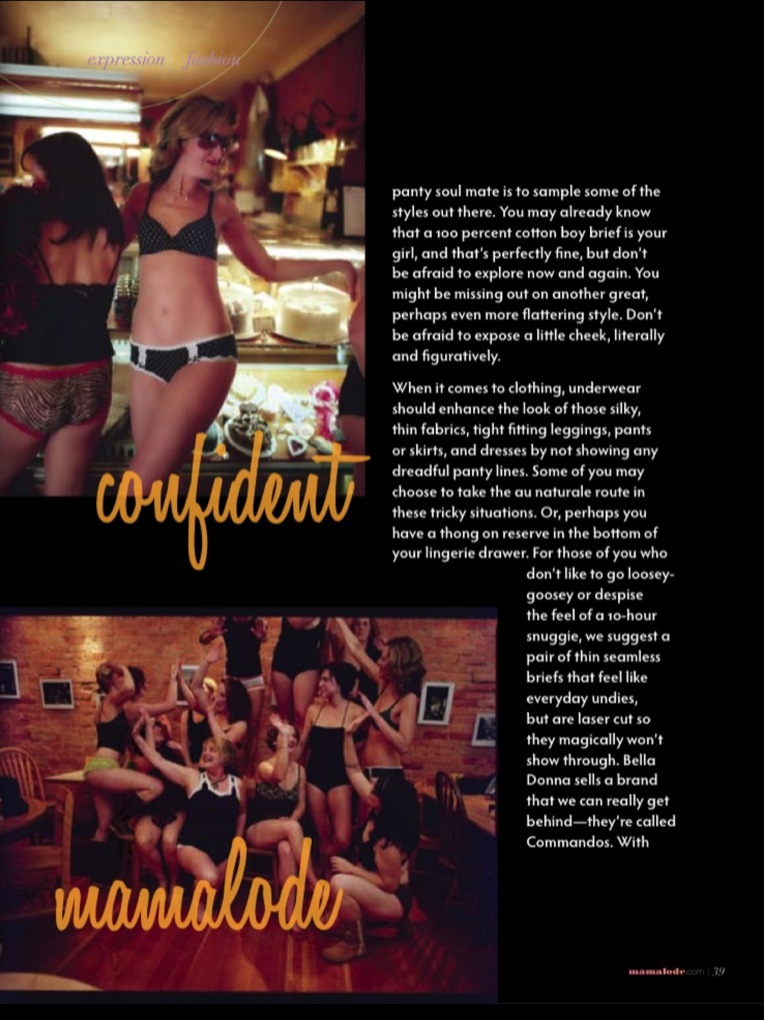 expression fashion
confident
panty soul mate is to sample some of the
styles out there. You may already know
that a 100 percent cotton boy brief is your
girl, and that's perfectly fine, but don't
be afraid to explore now and again. You
might be missing out on another great,
perhaps even more flattering style. Don't
be afraid to expose a little cheek, literally
and figuratively.
When it comes to clothing, underwear
should enhance the look of those silky,
thin fabrics, tight fitting leggings, pants
or skirts, and dresses by not showing any
dreadful panty lines. Some of you may
choose to take the au naturale route in
these tricky situations. Or, perhaps you
have a thong on reserve in the bottom of
your lingerie drawer. For those of you who
don't like to go loosey-
goosey or despise
the feel of a 10-hour
snuggie, we suggest a
pair of thin seamless
briefs that feel like
everyday undies,
but are laser cut so
they magically won't
show through. Bella
Donna sells a brand
that we can really get
behind—they're called
Commandos. With
mamalode
mamalode.com | 39